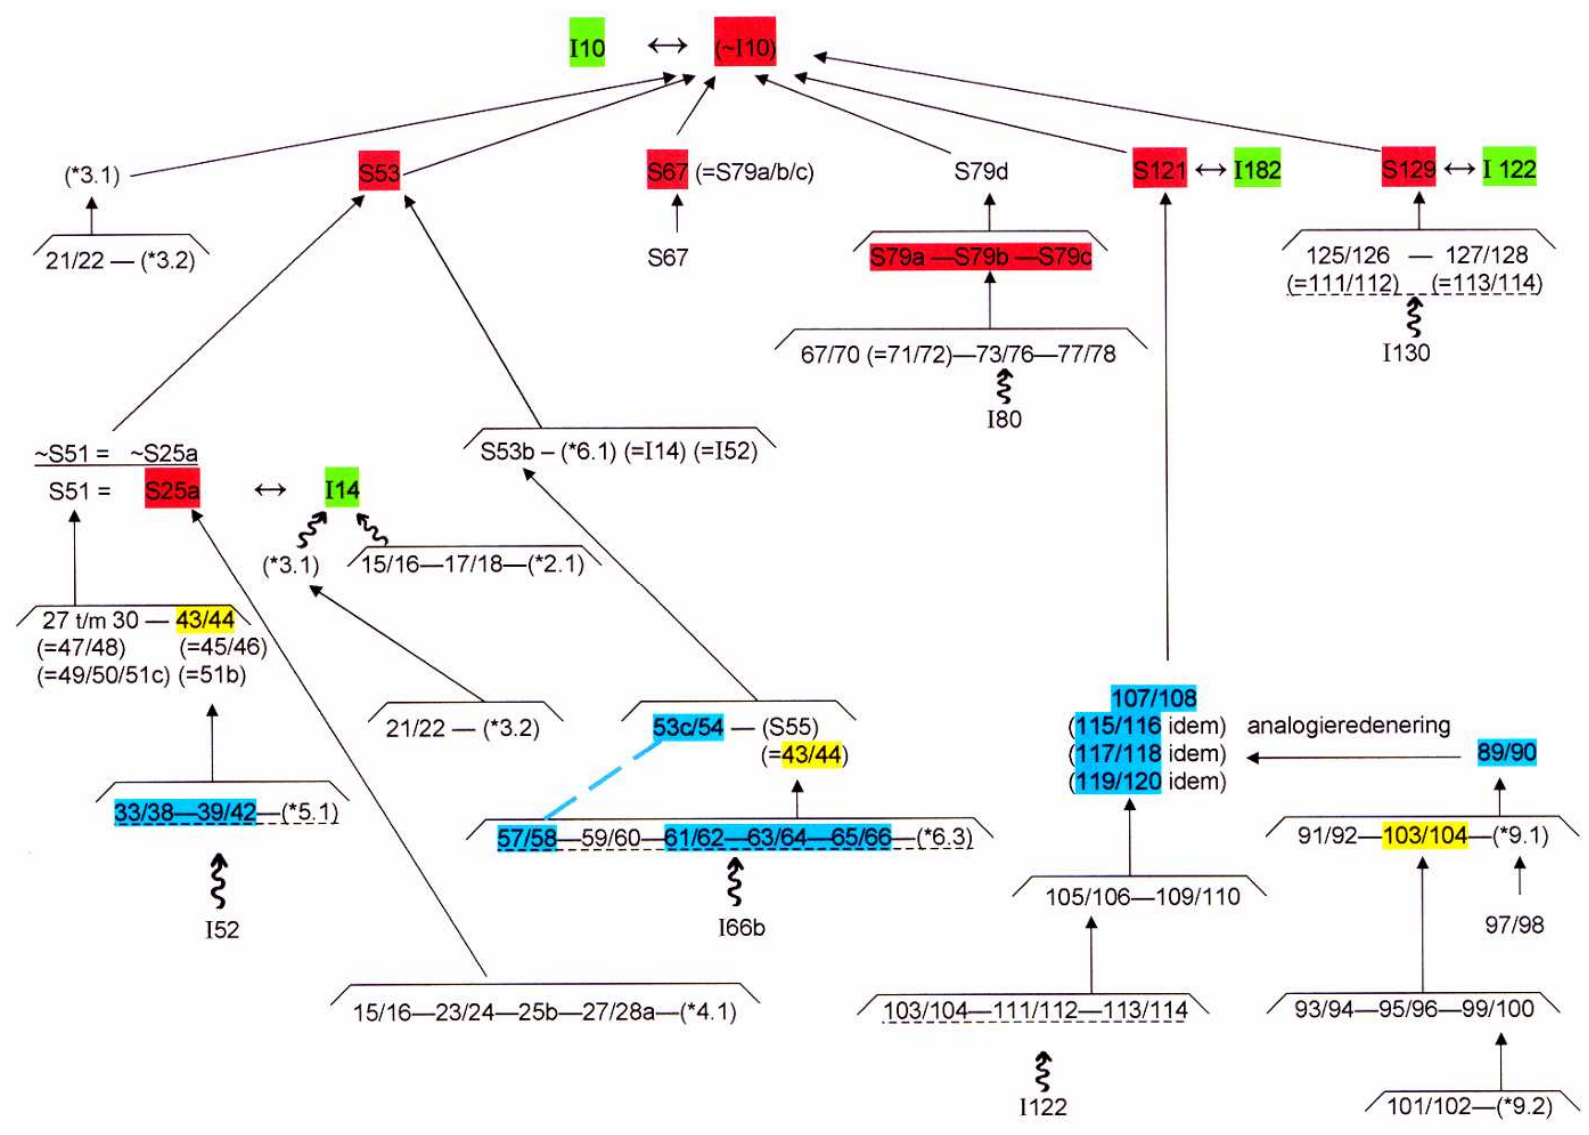 I10 ↔ (~I10)
(*3.1)
S53
S67 (=S79a/b/c)
S79d
S121 ↔ I182
S129 ↔ I 122
21/22 — (*3.2)
S67
S79a —S79b —S79c
125/126 — 127/128
(=111/112) (=113/114)
I130
67/70 (=71/72)—73/76—77/78
I80
~S51 = ~S25a
S51 = S25a ↔ I14
S53b – (*6.1) (=I14) (=I52)
(*3.1)
15/16—17/18—(*2.1)
27 t/m 30 — 43/44
(=47/48) (=45/46)
(=49/50/51c) (=51b)
21/22 — (*3.2)
53c/54 — (S55)
(=43/44)
107/108
(115/116 idem) analogieredenering
(117/118 idem)
(119/120 idem)
89/90
33/38—39/42—(*5.1)
57/58—59/60—61/62—63/64—65/66—(*6.3)
91/92—103/104—(*9.1)
105/106—109/110
97/98
I52
I66b
15/16—23/24—25b—27/28a—(*4.1)
103/104—111/112—113/114
93/94—95/96—99/100
I122
101/102—(*9.2)